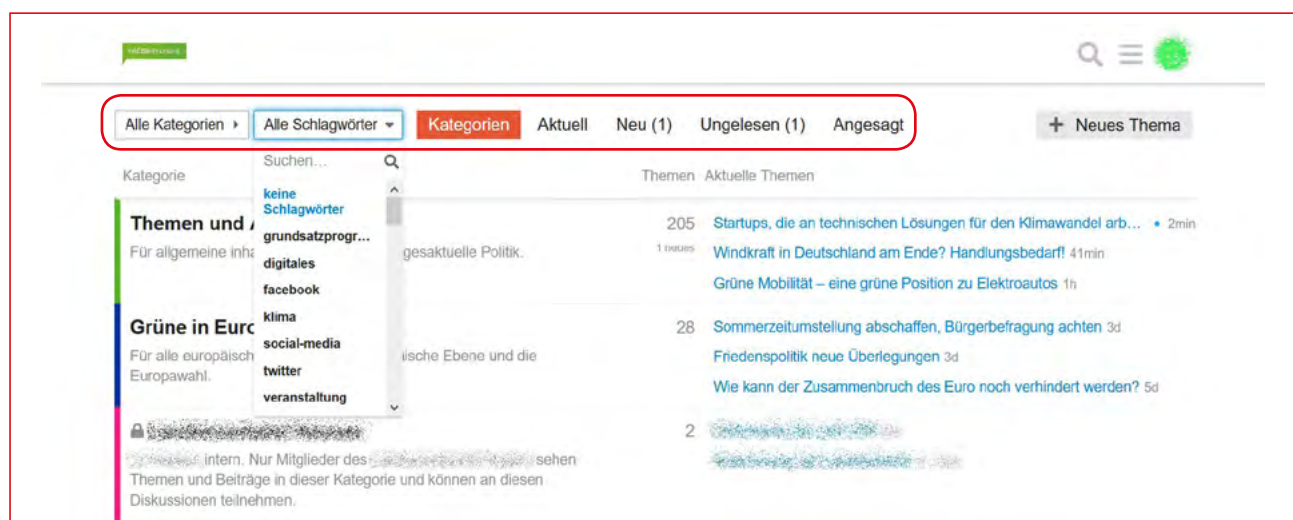 Alle Kategorien
Alle Schlagwörter
Kategorien
Aktuell
Neu (1)
Ungelesen (1)
Angesagt
+ Neues Thema
Suchen...
keine
Schlagwörter
grundsatzprogr...
digitales
facebook
klima
social-media
twitter
veranstaltung
Kategorie
Themen
Aktuelle Themen
Themen und
Für allgemeine inh
gesaktuelle Politik.
205
1 neues
Startups, die an technischen Lösungen für den Klimawandel arb... • 2min
Windkraft in Deutschland am Ende? Handlungsbedarf! 41min
Grüne Mobilität – eine grüne Position zu Elektroautos 1h
Grüne in Euro
Für alle europäisch
ische Ebene und die
Europawahl.
28
Sommerzeitumstellung abschaffen, Bürgerbefragung achten 3d
Friedenspolitik neue Überlegungen 3d
Wie kann der Zusammenbruch des Euro noch verhindert werden? 5d
2
intern. Nur Mitglieder des
sehen
Themen und Beiträge in dieser Kategorie und können an diesen
Diskussionen teilnehmen.